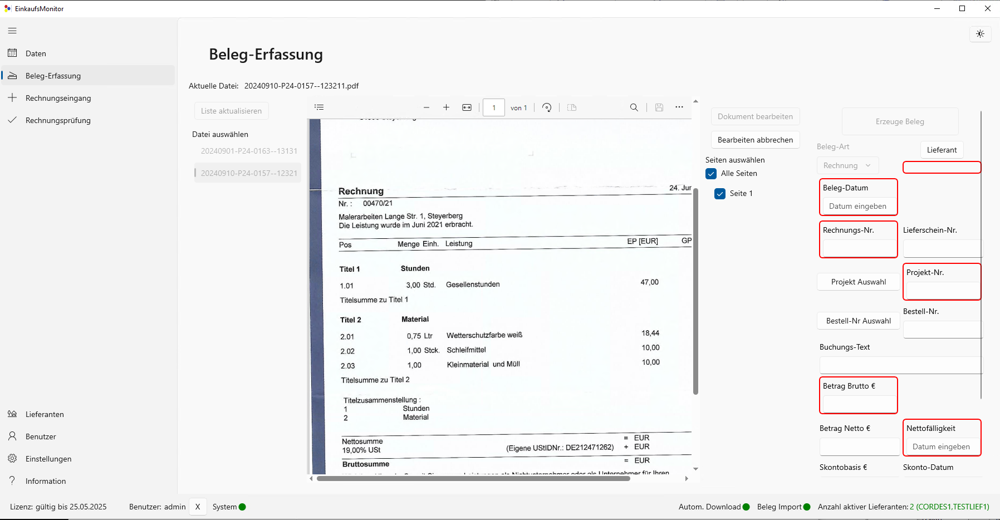 EinkaufsMonitor
Daten
Beleg-Erfassung
Rechnungseingang
Rechnungsprüfung
Lieferanten
Benutzer
Einstellungen
Information
Beleg-Erfassung
Aktuelle Datei: 20240910-P24-0157--123211.pdf
Liste aktualisieren
Datei auswählen
20240901-P24-0163--13131
20240910-P24-0157--12321
1 von 1
Rechnung
24. Jun
Nr. : 00470/21
Malerarbeiten Lange Str. 1, Steyerberg
Die Leistung wurde im Juni 2021 erbracht.
Pos Menge Einh. Leistung EP [EUR] GP
Titel 1 Stunden
1.01 3,00 Std. Gesellenstunden 47,00
Titelsumme zu Titel 1
Titel 2 Material
2.01 0,75 Ltr Wetterschutzfarbe weiß 18,44
2.02 1,00 Stck. Schleifmittel 10,00
2.03 1,00 Kleinmaterial und Müll 10,00
Titelsumme zu Titel 2
Titelzusammenstellung :
1 Stunden
2 Material
Nettosumme = EUR
19,00% USt (Eigene UStIDNr.: DE212471262) + EUR
Bruttosumme = EUR
Dokument bearbeiten
Bearbeiten abbrechen
Seiten auswählen
Alle Seiten
Seite 1
Erzeuge Beleg
Beleg-Art
Lieferant
Rechnung
Beleg-Datum
Datum eingeben
Rechnungs-Nr.
Lieferschein-Nr.
Projekt Auswahl
Projekt-Nr.
Bestell-Nr Auswahl
Bestell-Nr.
Buchungs-Text
Betrag Brutto €
Betrag Netto €
Nettofälligkeit
Datum eingeben
Skontobasis €
Skonto-Datum
Lizenz: gültig bis 25.05.2025
Benutzer: admin X System
Autom. Download
Beleg Import
Anzahl aktiver Lieferanten: 2 (CORDES1,TESTLIEF1)